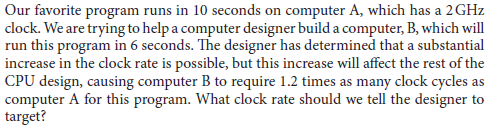 Our favorite program runs in 10 seconds on computer A, which has a 2 GHz
clock. We are trying to help a computer designer build a computer, B, which will
run this program in 6 seconds. The designer has determined that a substantial
increase in the clock rate is possible, but this increase will affect the rest of the
CPU design, causing computer B to require 1.2 times as many clock cycles as
computer A for this program. What clock rate should we tell the designer to
target?